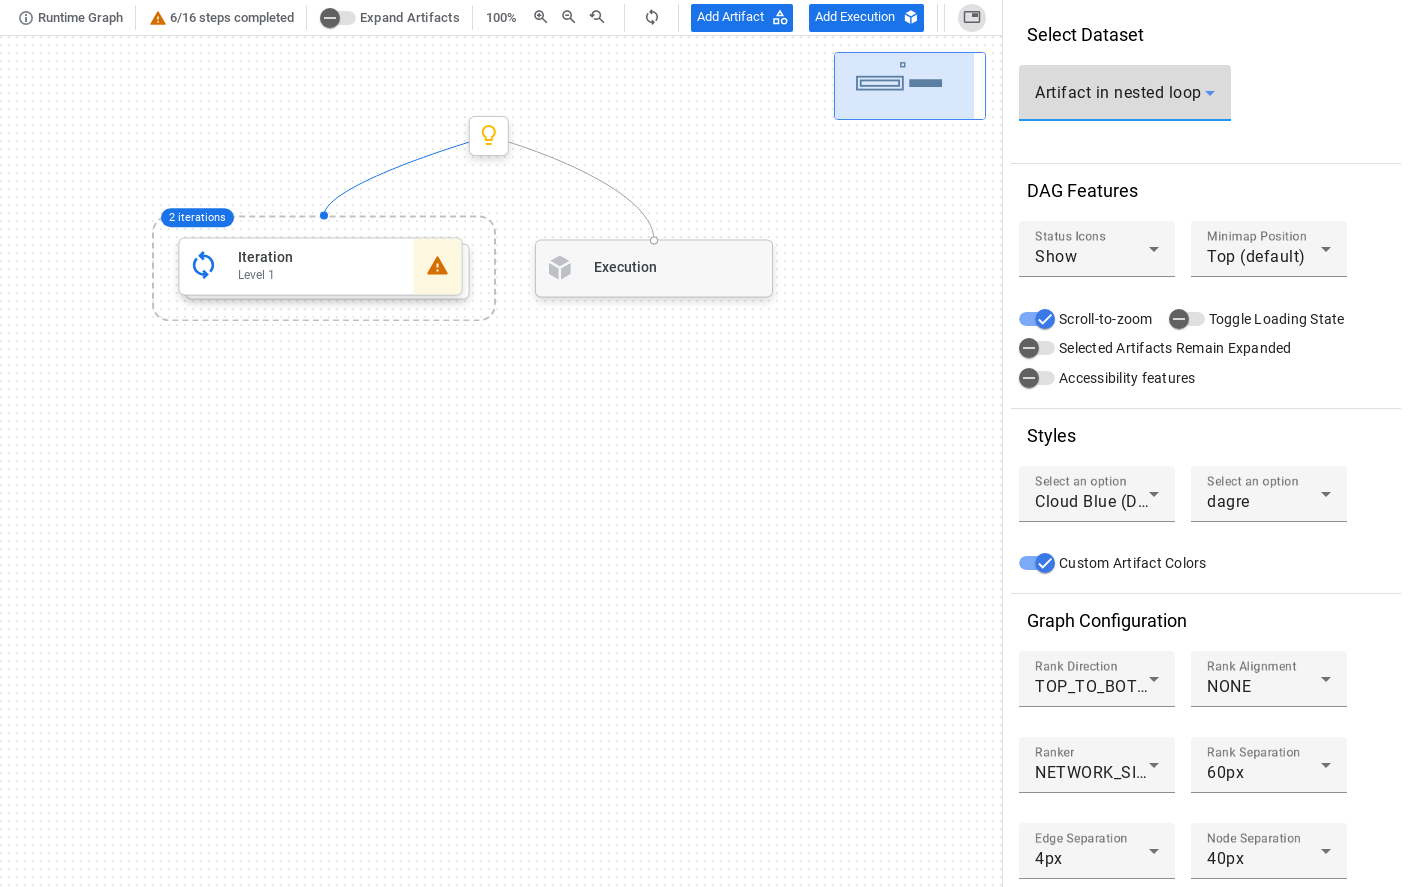 Runtime Graph
6/16 steps completed
Expand Artifacts
100%
Add Artifact
Add Execution
2 iterations
Iteration
Level 1
Execution
Select Dataset
Artifact in nested loop
DAG Features
Status Icons
Show
Minimap Position
Top (default)
Scroll-to-zoom
Toggle Loading State
Selected Artifacts Remain Expanded
Accessibility features
Styles
Select an option
Cloud Blue (D...
Select an option
dagre
Custom Artifact Colors
Graph Configuration
Rank Direction
TOP_TO_BOT...
Rank Alignment
NONE
Ranker
NETWORK_SI...
Rank Separation
60px
Edge Separation
4px
Node Separation
40px